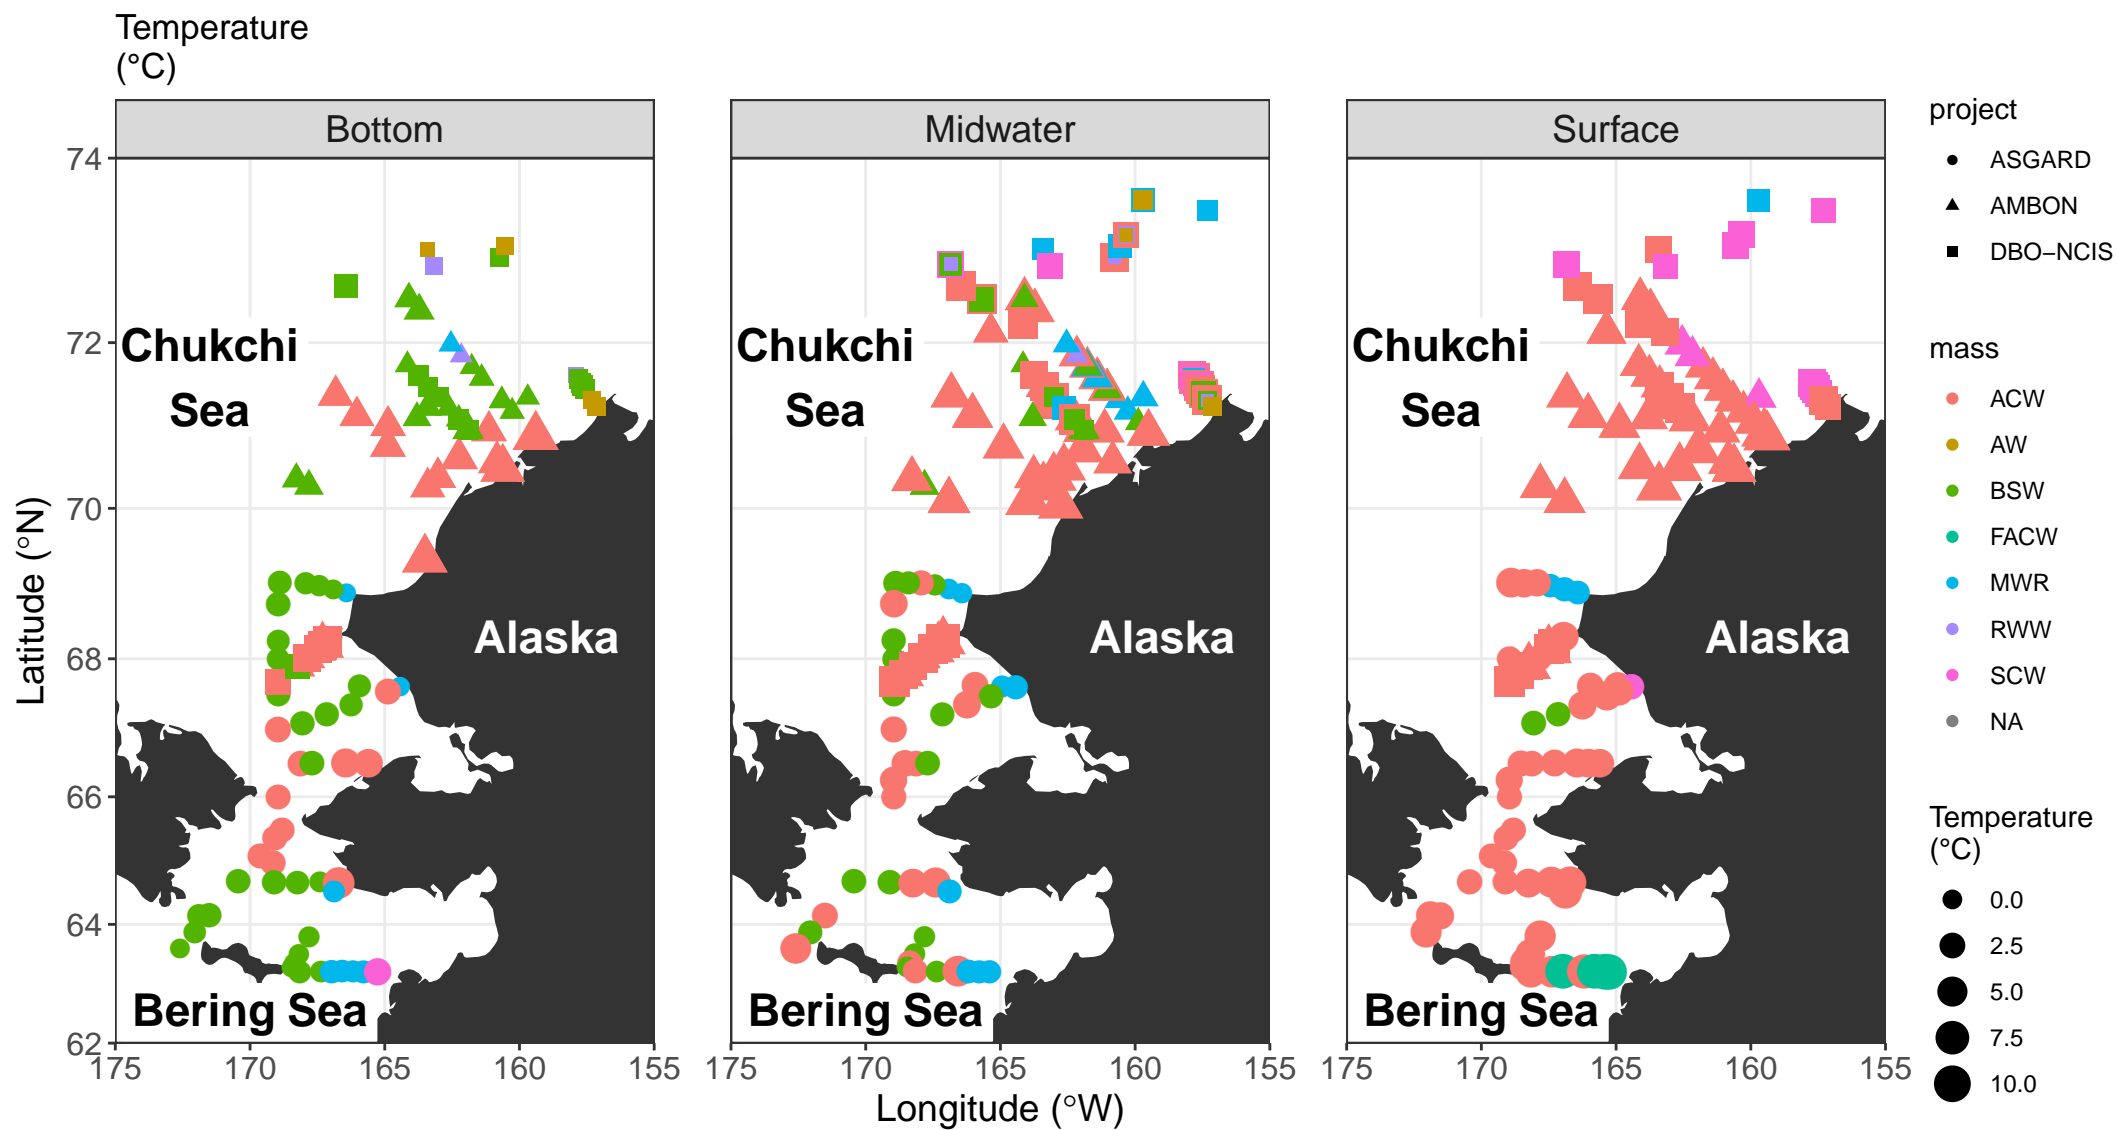 Temperature
(°C)
Bottom
Midwater
Surface
74
72
70
68
66
64
62
Latitude (°N)
Chukchi
Sea
Alaska
Bering Sea
Chukchi
Sea
Alaska
Bering Sea
Chukchi
Sea
Alaska
Bering Sea
175 170 165 160 155
175 170 165 160 155
175 170 165 160 155
Longitude (°W)
project
ASGARD
AMBON
DBO−NCIS
mass
ACW
AW
BSW
FACW
MWR
RWW
SCW
NA
Temperature
(°C)
0.0
2.5
5.0
7.5
10.0